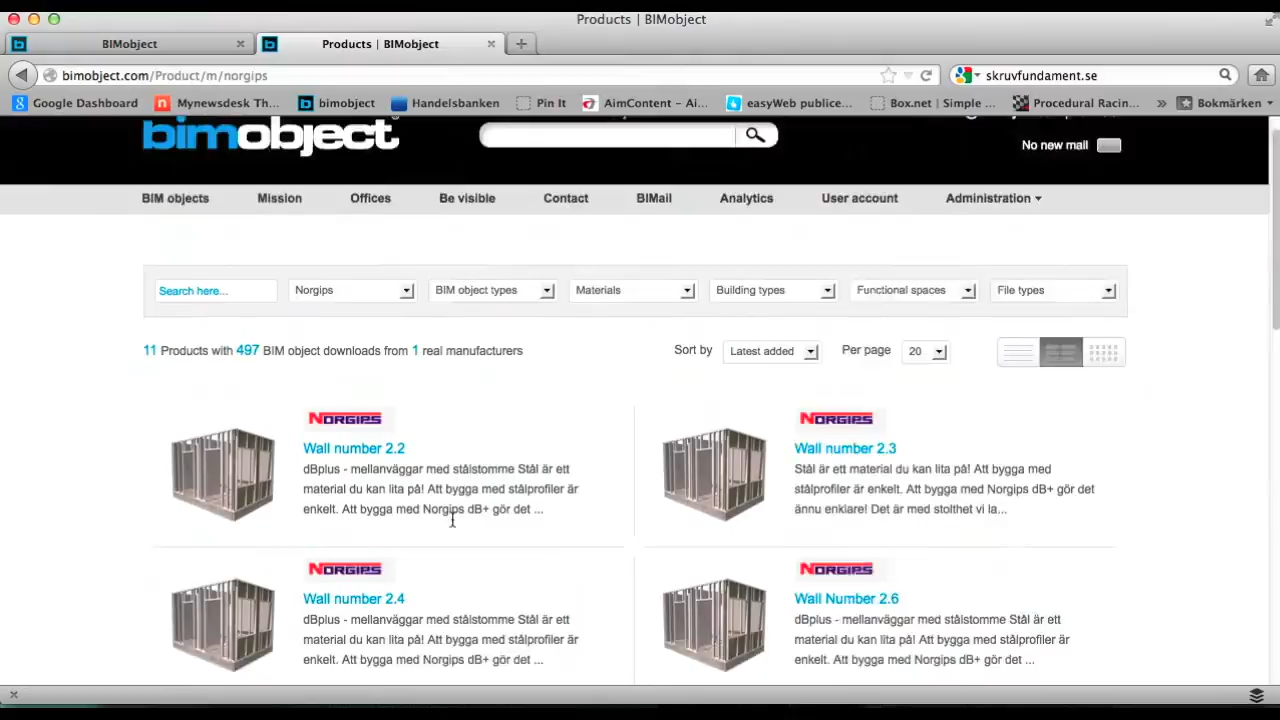 Products | BIMobject
BIMobject
Products | BIMobject
bimobject.com/Product/m/norgips
skruvfundament.se
Google Dashboard
Mynewsdesk Th...
bimobject
Handelsbanken
Pin It
AimContent - Ai...
easyWeb publice...
Box.net | Simple ...
Procedural Racin...
»
Bokmärken
bimobject
No new mail
BIM objects
Mission
Offices
Be visible
Contact
BIMail
Analytics
User account
Administration
Search here...
Norgips
BIM object types
Materials
Building types
Functional spaces
File types
11 Products with 497 BIM object downloads from 1 real manufacturers
Sort by
Latest added
Per page
20
NORGIPS
Wall number 2.2
dBplus - mellanväggar med stålstomme Stål är ett
material du kan lita på! Att bygga med stålprofiler är
enkelt. Att bygga med Norgips dB+ gör det ...
NORGIPS
Wall number 2.3
Stål är ett material du kan lita på! Att bygga med
stålprofiler är enkelt. Att bygga med Norgips dB+ gör det
ännu enklare! Det är med stolthet vi la...
NORGIPS
Wall number 2.4
dBplus - mellanväggar med stålstomme Stål är ett
material du kan lita på! Att bygga med stålprofiler är
enkelt. Att bygga med Norgips dB+ gör det ...
NORGIPS
Wall Number 2.6
dBplus - mellanväggar med stålstomme Stål är ett
material du kan lita på! Att bygga med stålprofiler är
enkelt. Att bygga med Norgips dB+ gör det ...